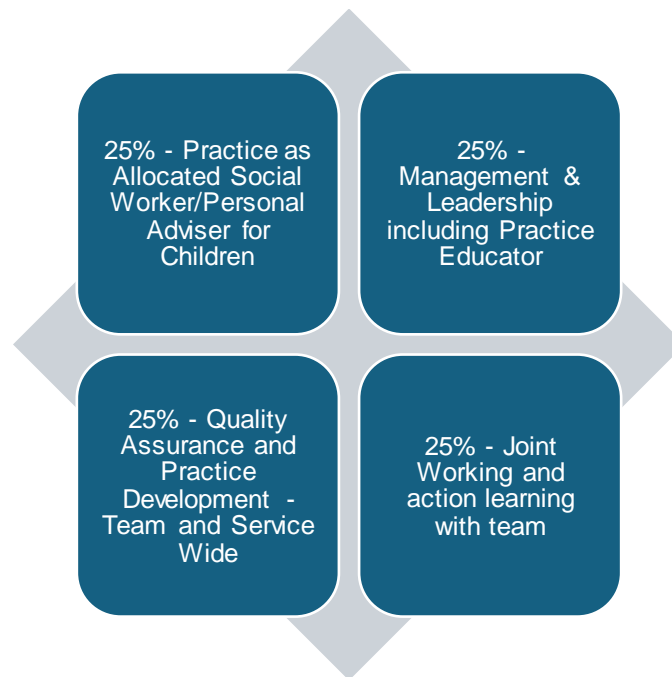 25% - Practice as
Allocated Social
Worker/Personal
Adviser for
Children
25% -
Management &
Leadership
including Practice
Educator
25% - Quality
Assurance and
Practice
Development -
Team and Service
Wide
25% - Joint
Working and
action learning
with team